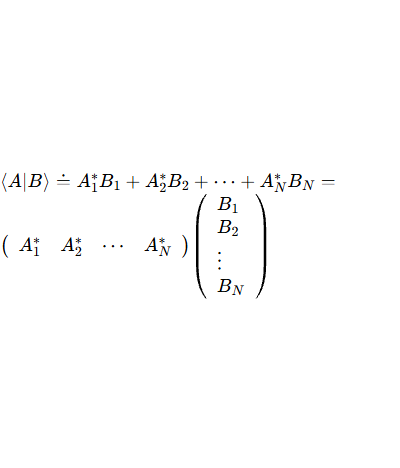 ⟨A|B⟩ ≐ A₁*B₁ + A₂*B₂ + ⋯ + A_N*B_N =
( A₁* A₂* ⋯ A_N* ) ( B₁
B₂
⋮
B_N )